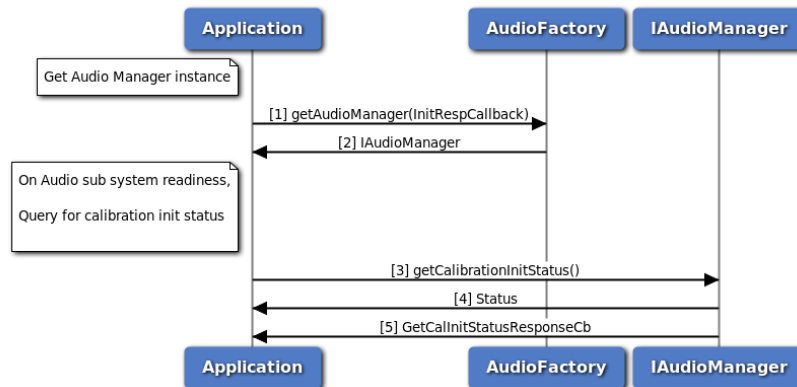 Application
AudioFactory
IAudioManager
Get Audio Manager instance
[1] getAudioManager(InitRespCallback)
[2] IAudioManager
On Audio sub system readiness,
Query for calibration init status
[3] getCalibrationInitStatus()
[4] Status
[5] GetCalInitStatusResponseCb
Application
AudioFactory
IAudioManager